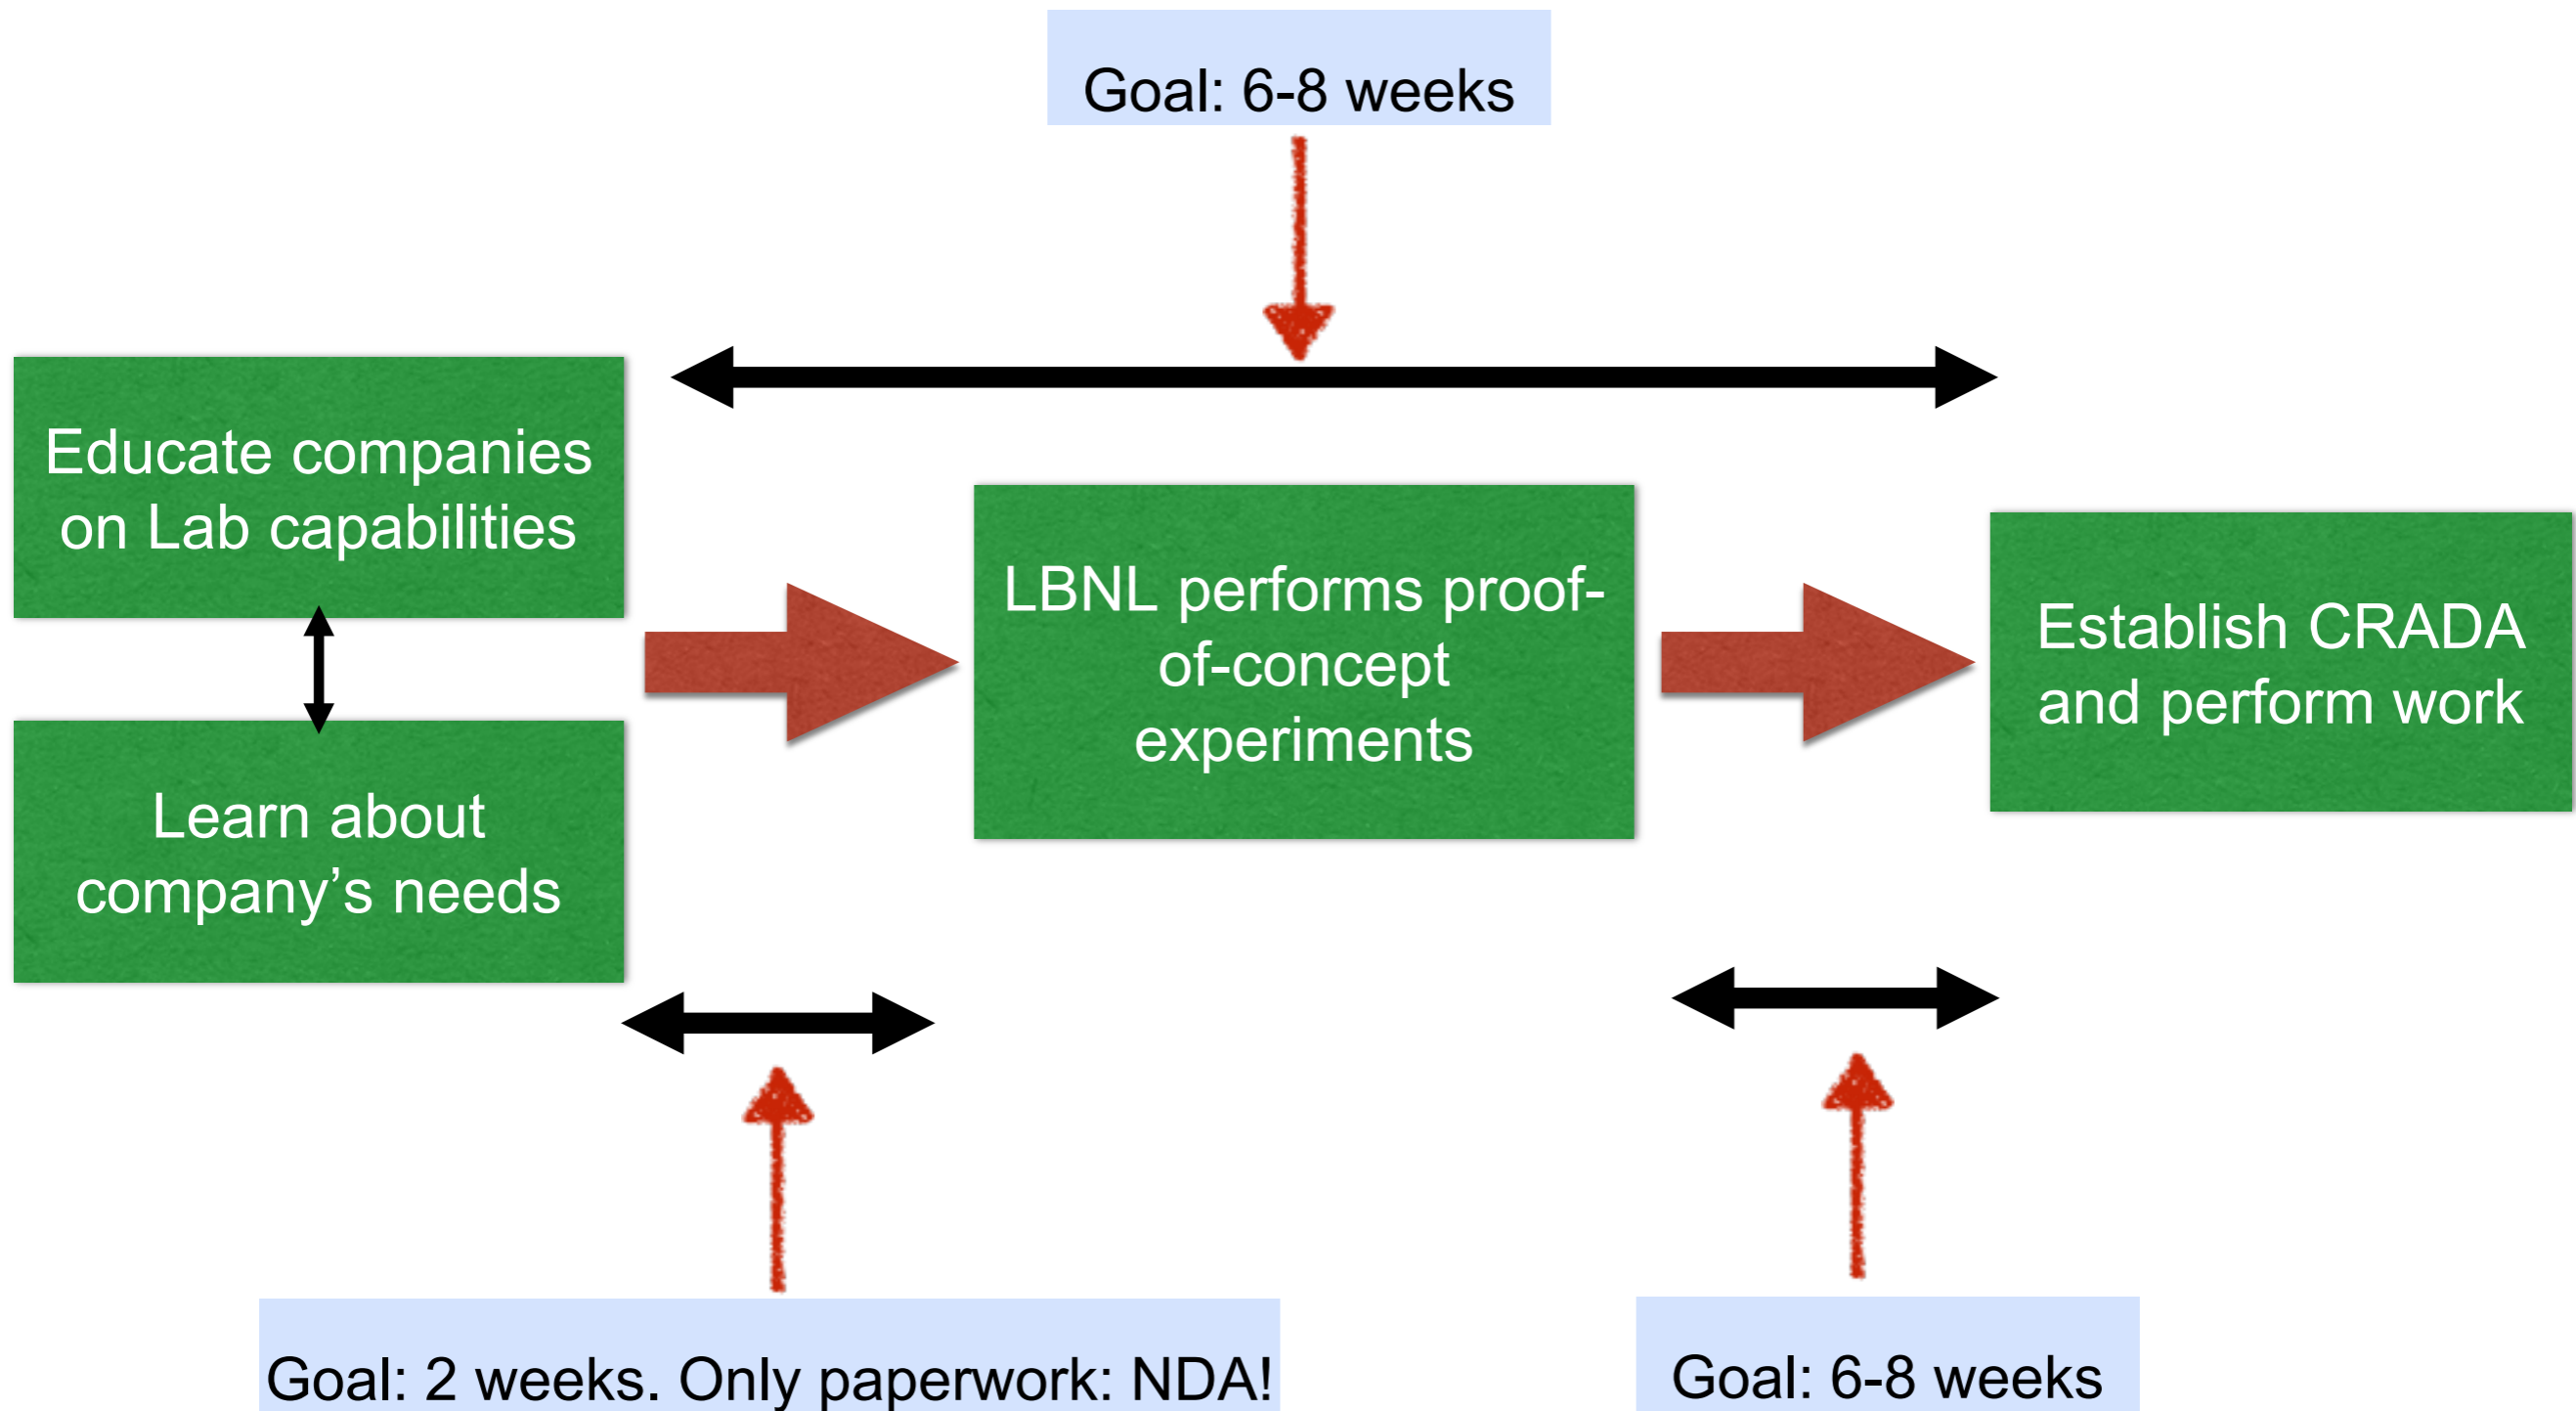 Goal: 6-8 weeks
Educate companies
on Lab capabilities
Learn about
company’s needs
LBNL performs proof-
of-concept
experiments
Establish CRADA
and perform work
Goal: 2 weeks. Only paperwork: NDA!
Goal: 6-8 weeks